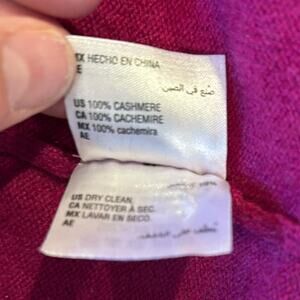 MX HECHO EN CHINA
E
صنع في الصين
US 100% CASHMERE
CA 100% CACHEMIRE
MX 100% cachemira
AE
100%
US DRY CLEAN.
CA NETTOYER À SEC.
MX LAVAR EN SECO.
AE